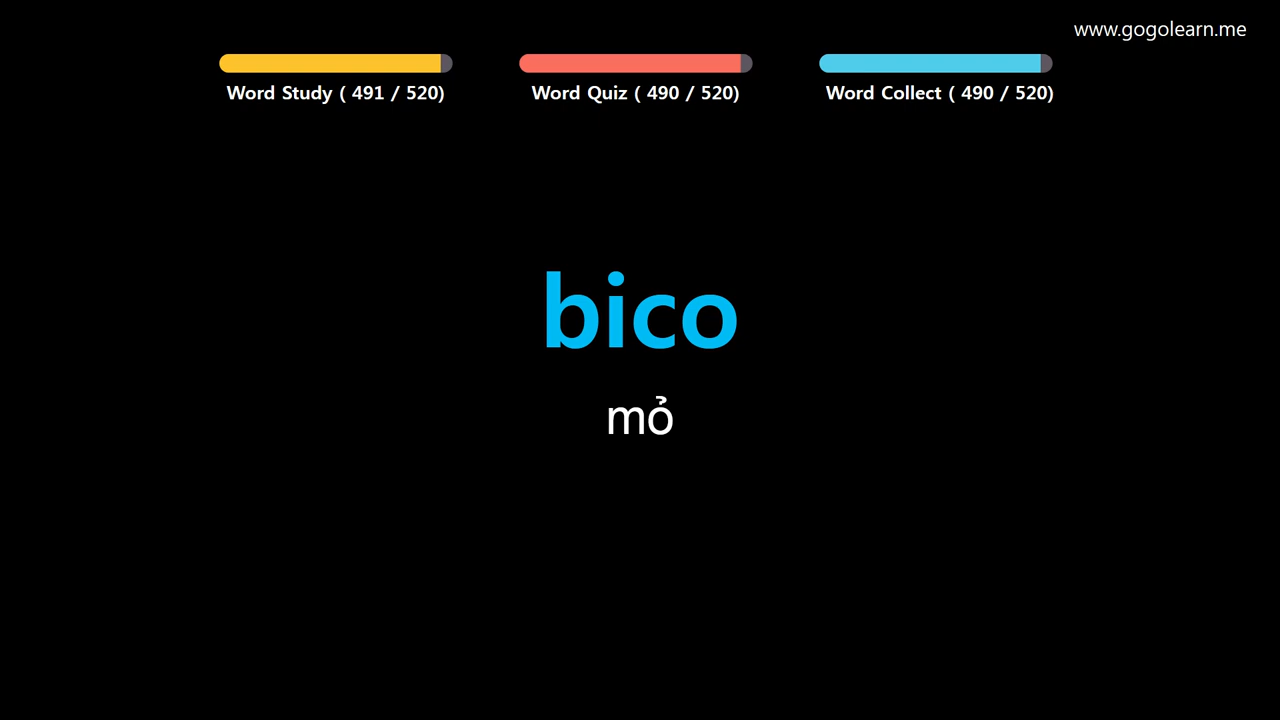 www.gogolearn.me
Word Study ( 491 / 520)
Word Quiz ( 490 / 520)
Word Collect ( 490 / 520)
bico
mỏ